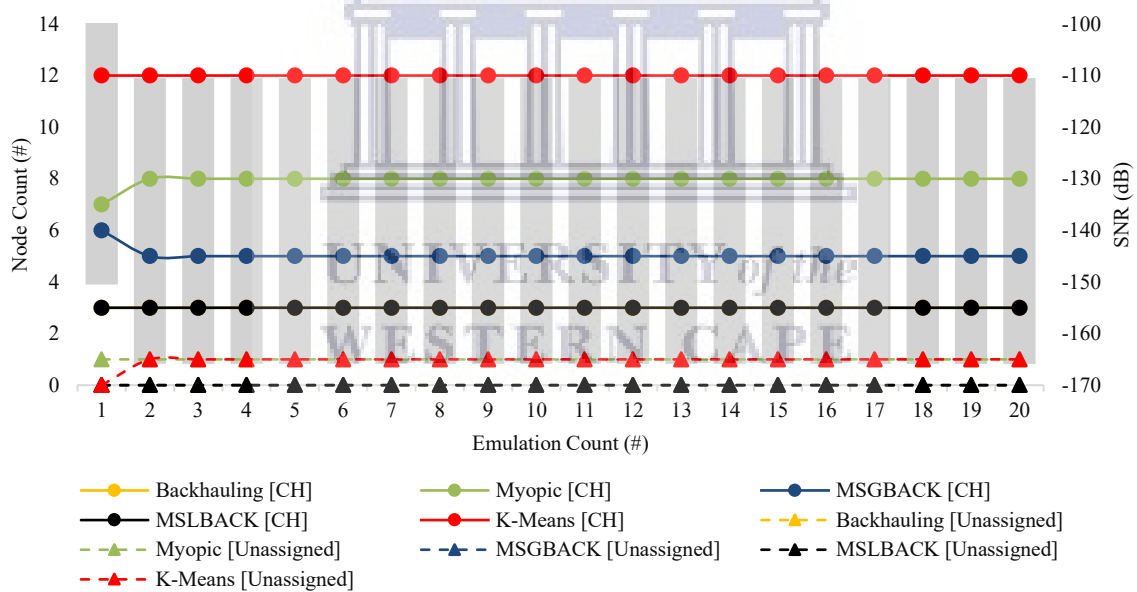 14
12
10
8
6
4
2
0
Node Count (#)
-100
-110
-120
-130
-140
-150
-160
-170
SNR (dB)
UNIVERSITY of the
WESTERN CAPE
1 2 3 4 5 6 7 8 9 10 11 12 13 14 15 16 17 18 19 20
Emulation Count (#)
Backhauling [CH] Myopic [CH] MSGBACK [CH]
MSLBACK [CH] K-Means [CH] Backhauling [Unassigned]
Myopic [Unassigned] MSGBACK [Unassigned] MSLBACK [Unassigned]
K-Means [Unassigned]